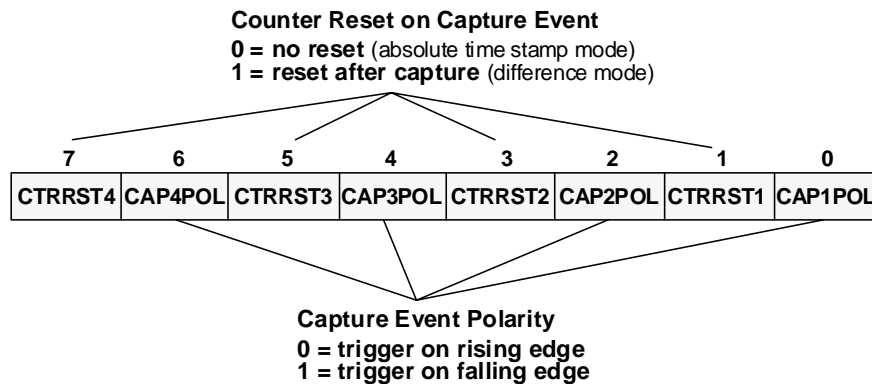 Counter Reset on Capture Event
0 = no reset (absolute time stamp mode)
1 = reset after capture (difference mode)
7 6 5 4 3 2 1 0
CTRRST4 CAP4POL CTRRST3 CAP3POL CTRRST2 CAP2POL CTRRST1 CAP1POL
Capture Event Polarity
0 = trigger on rising edge
1 = trigger on falling edge